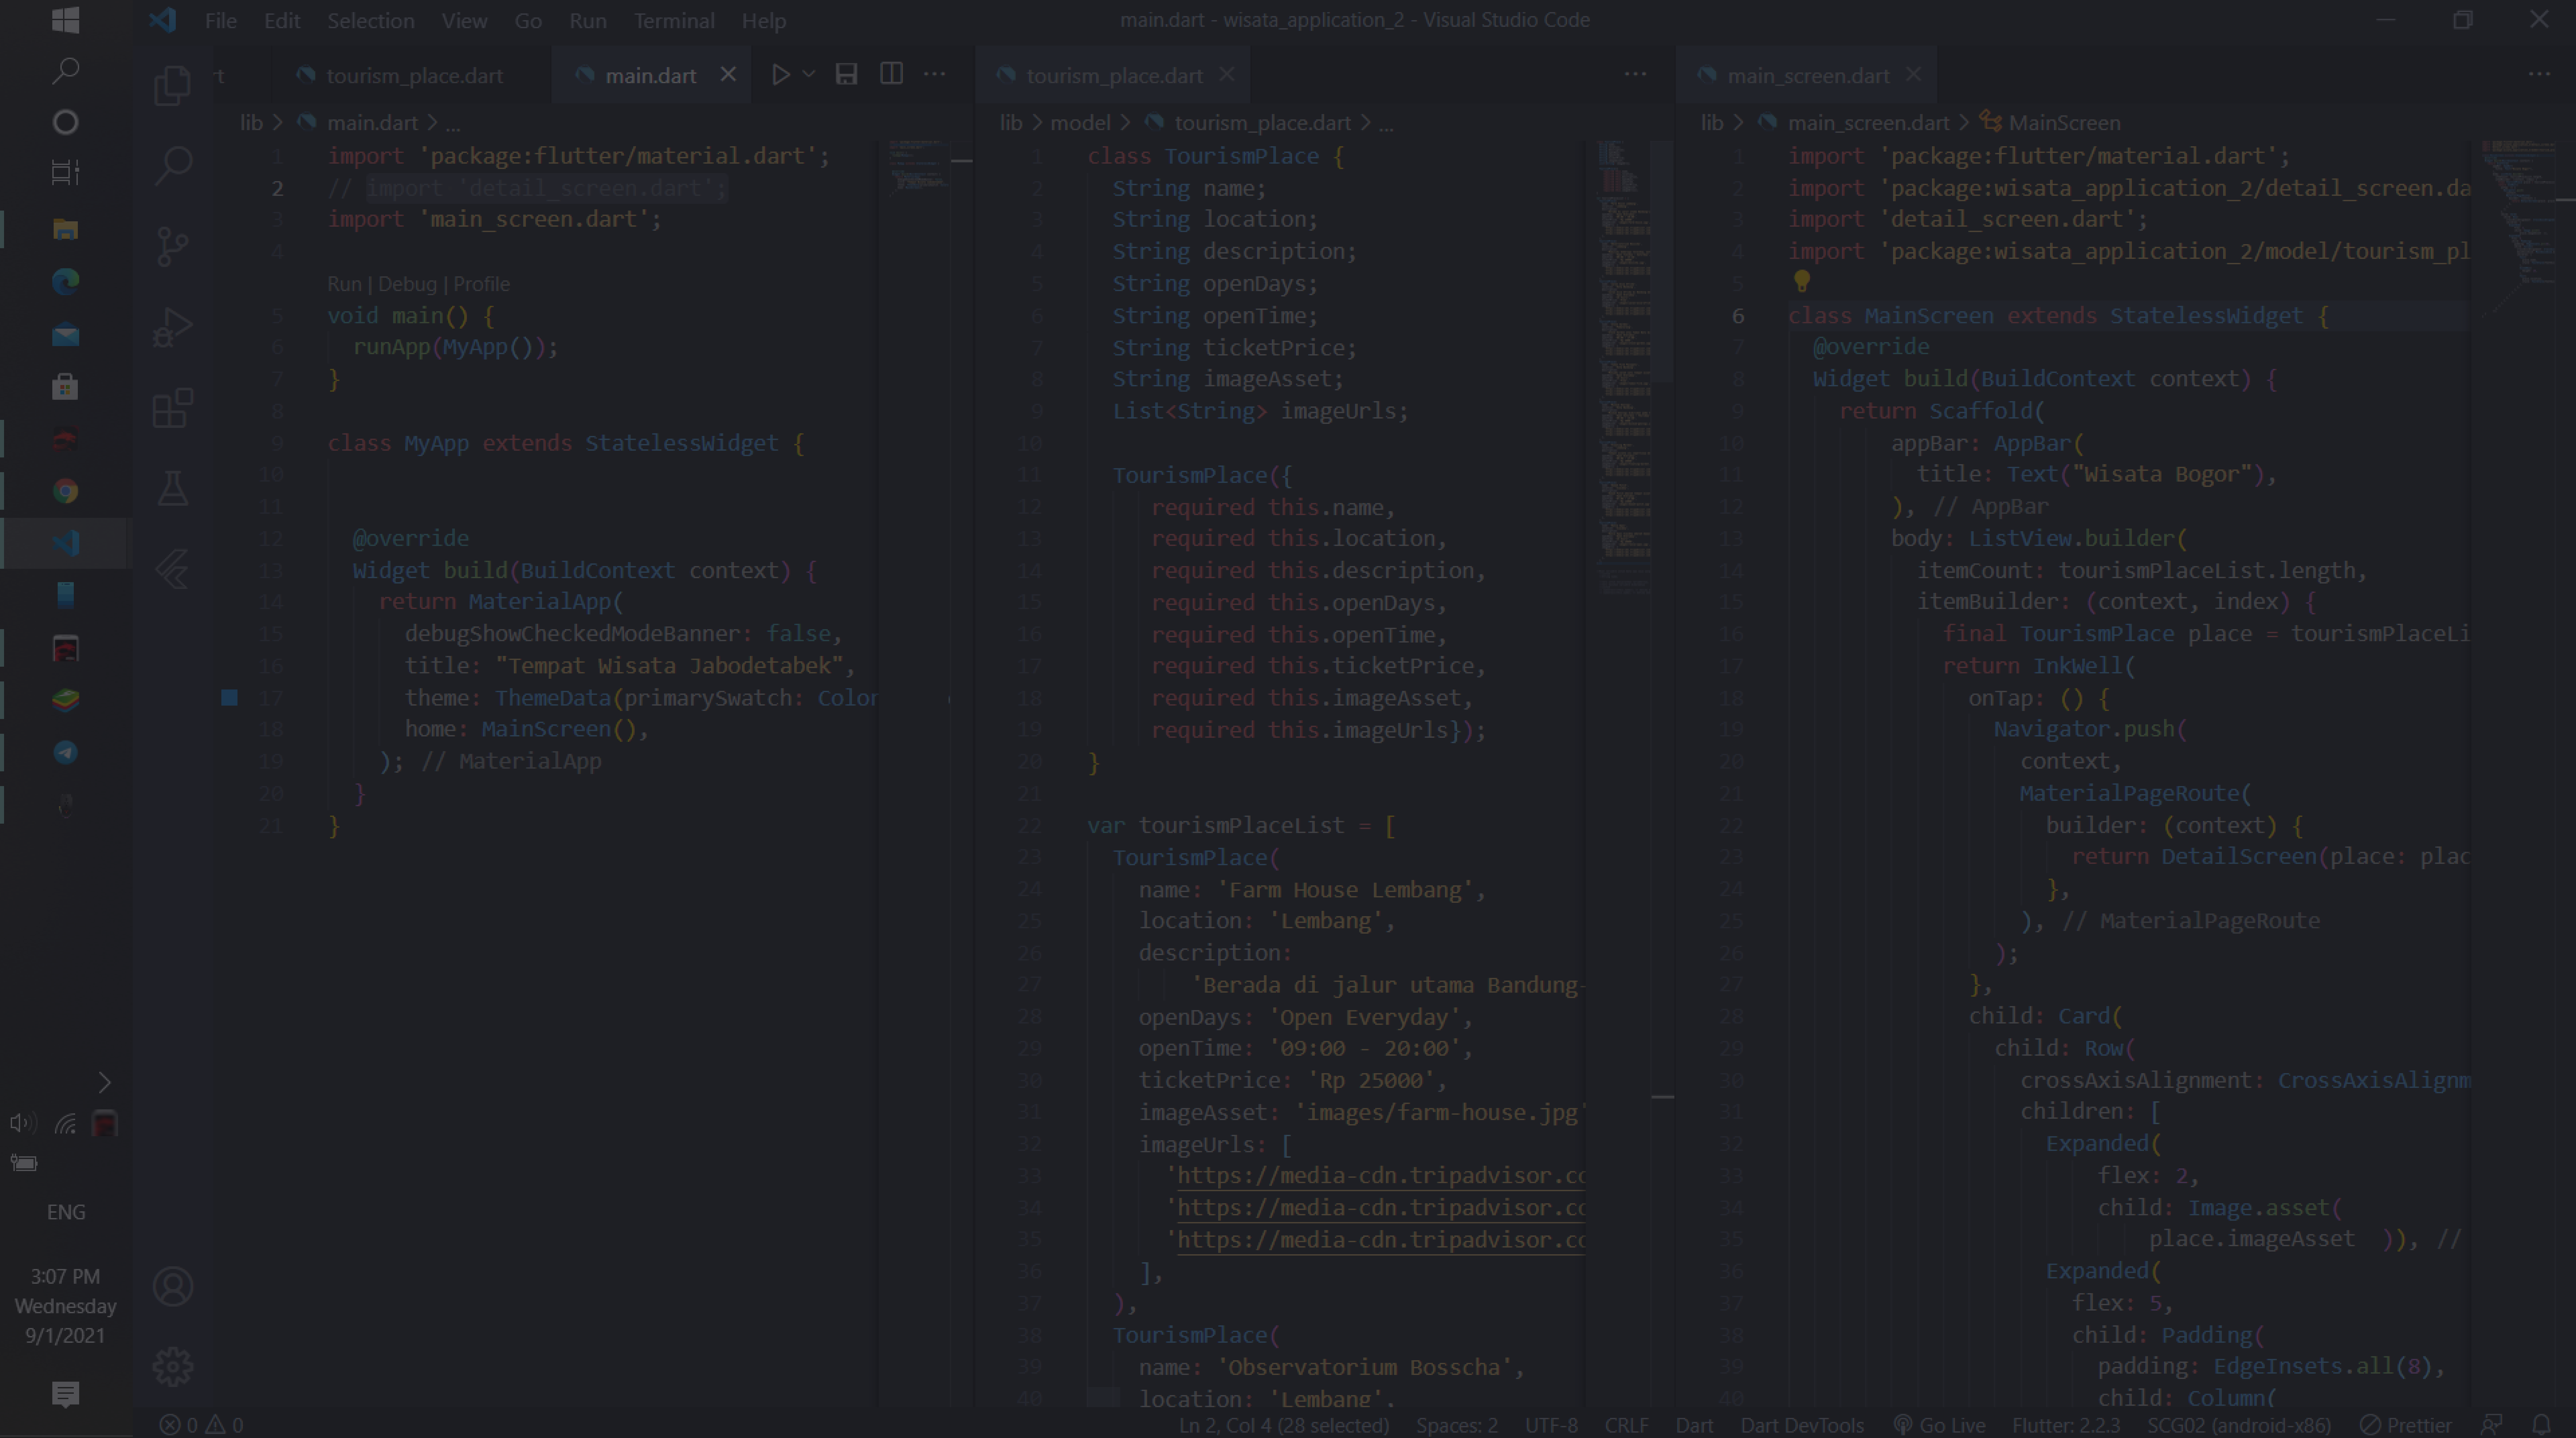 File Edit Selection View Go Run Terminal Help
main.dart - wisata_application_2 - Visual Studio Code
rt
tourism_place.dart
main.dart
lib > main.dart > ...
1 import 'package:flutter/material.dart';
2 // import 'detail_screen.dart';
3 import 'main_screen.dart';
4
Run | Debug | Profile
5 void main() {
6 runApp(MyApp());
7 }
8
9 class MyApp extends StatelessWidget {
10
11
12 @override
13 Widget build(BuildContext context) {
14 return MaterialApp(
15 debugShowCheckedModeBanner: false,
16 title: "Tempat Wisata Jabodetabek",
17 theme: ThemeData(primarySwatch: Color
18 home: MainScreen(),
19 ); // MaterialApp
20 }
21 }
tourism_place.dart
lib > model > tourism_place.dart > ...
1 class TourismPlace {
2 String name;
3 String location;
4 String description;
5 String openDays;
6 String openTime;
7 String ticketPrice;
8 String imageAsset;
9 List<String> imageUrls;
10
11 TourismPlace({
12 required this.name,
13 required this.location,
14 required this.description,
15 required this.openDays,
16 required this.openTime,
17 required this.ticketPrice,
18 required this.imageAsset,
19 required this.imageUrls});
20 }
21
22 var tourismPlaceList = [
23 TourismPlace(
24 name: 'Farm House Lembang',
25 location: 'Lembang',
26 description:
27 'Berada di jalur utama Bandung-
28 openDays: 'Open Everyday',
29 openTime: '09:00 - 20:00',
30 ticketPrice: 'Rp 25000',
31 imageAsset: 'images/farm-house.jpg'
32 imageUrls: [
33 'https://media-cdn.tripadvisor.co
34 'https://media-cdn.tripadvisor.co
35 'https://media-cdn.tripadvisor.co
36 ],
37 ),
38 TourismPlace(
39 name: 'Observatorium Bosscha',
40 location: 'Lembang',
main_screen.dart
lib > main_screen.dart > MainScreen
1 import 'package:flutter/material.dart';
2 import 'package:wisata_application_2/detail_screen.da
3 import 'detail_screen.dart';
4 import 'package:wisata_application_2/model/tourism_pl
5
6 class MainScreen extends StatelessWidget {
7 @override
8 Widget build(BuildContext context) {
9 return Scaffold(
10 appBar: AppBar(
11 title: Text("Wisata Bogor"),
12 ), // AppBar
13 body: ListView.builder(
14 itemCount: tourismPlaceList.length,
15 itemBuilder: (context, index) {
16 final TourismPlace place = tourismPlaceLi
17 return InkWell(
18 onTap: () {
19 Navigator.push(
20 context,
21 MaterialPageRoute(
22 builder: (context) {
23 return DetailScreen(place: plac
24 },
25 ), // MaterialPageRoute
26 );
27 },
28 child: Card(
29 child: Row(
30 crossAxisAlignment: CrossAxisAlignm
31 children: [
32 Expanded(
33 flex: 2,
34 child: Image.asset(
35 place.imageAsset )), //
36 Expanded(
37 flex: 5,
38 child: Padding(
39 padding: EdgeInsets.all(8),
40 child: Column(
ENG
3:07 PM
Wednesday
9/1/2021
0 0
Ln 2, Col 4 (28 selected) Spaces: 2 UTF-8 CRLF Dart Dart DevTools Go Live Flutter: 2.2.3 SCG02 (android-x86) Prettier